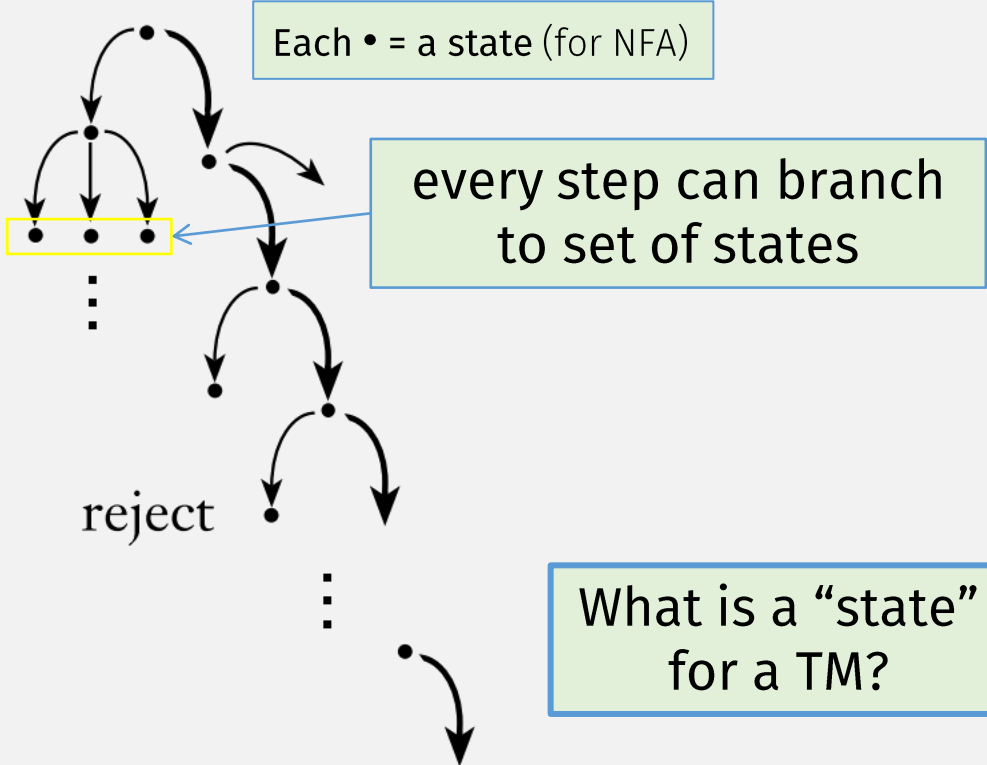 Each • = a state (for NFA)
every step can branch
to set of states
reject
What is a “state”
for a TM?